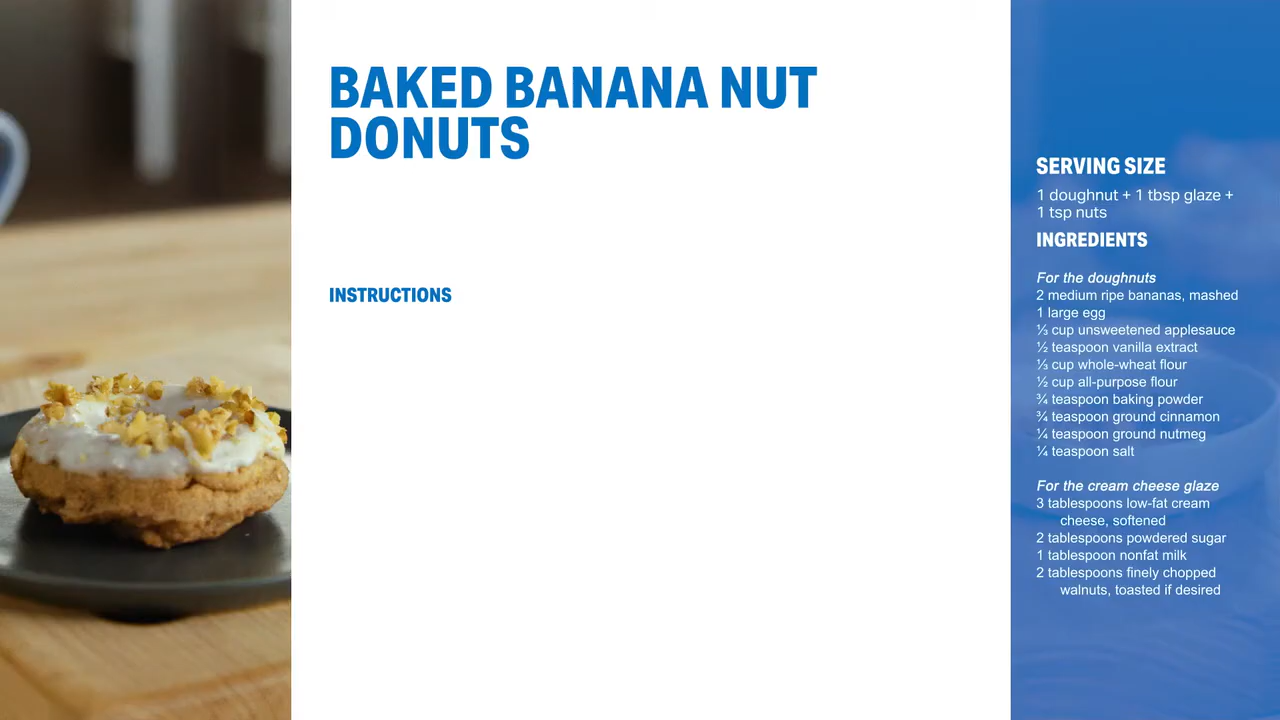 BAKED BANANA NUT
DONUTS
INSTRUCTIONS
SERVING SIZE
1 doughnut + 1 tbsp glaze +
1 tsp nuts
INGREDIENTS
For the doughnuts
2 medium ripe bananas, mashed
1 large egg
⅓ cup unsweetened applesauce
½ teaspoon vanilla extract
⅓ cup whole-wheat flour
½ cup all-purpose flour
¾ teaspoon baking powder
¾ teaspoon ground cinnamon
¼ teaspoon ground nutmeg
¼ teaspoon salt
For the cream cheese glaze
3 tablespoons low-fat cream
cheese, softened
2 tablespoons powdered sugar
1 tablespoon nonfat milk
2 tablespoons finely chopped
walnuts, toasted if desired